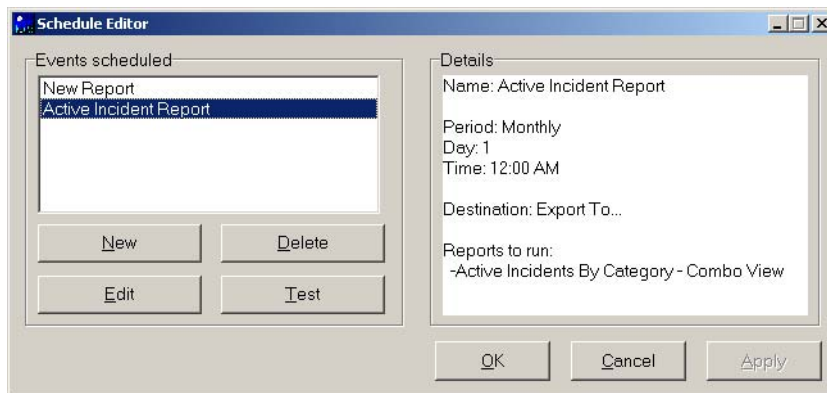 Schedule Editor
Events scheduled
New Report
Active Incident Report
New
Delete
Edit
Test
Details
Name: Active Incident Report
Period: Monthly
Day: 1
Time: 12:00 AM
Destination: Export To...
Reports to run:
-Active Incidents By Category - Combo View
OK
Cancel
Apply